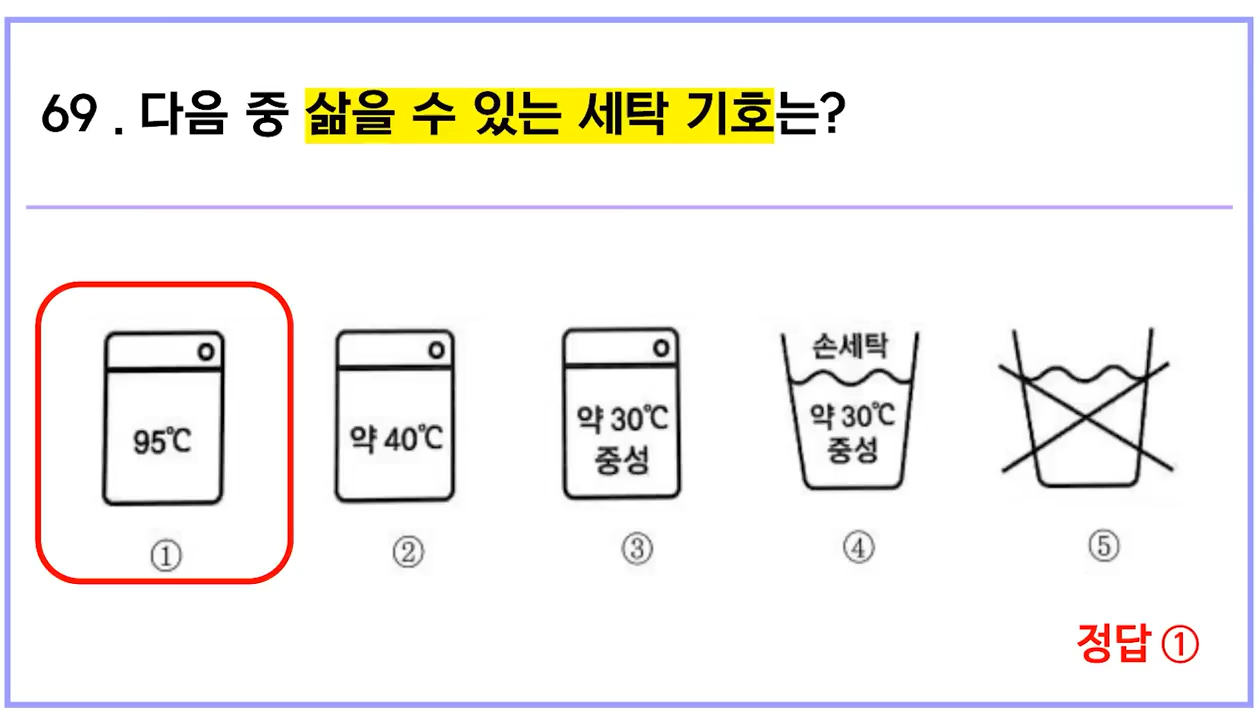 69 . 다음 중 삶을 수 있는 세탁 기호는?
95℃
약 40℃
약 30℃
중성
손세탁
약 30℃
중성
① ② ③ ④ ⑤
정답 ①